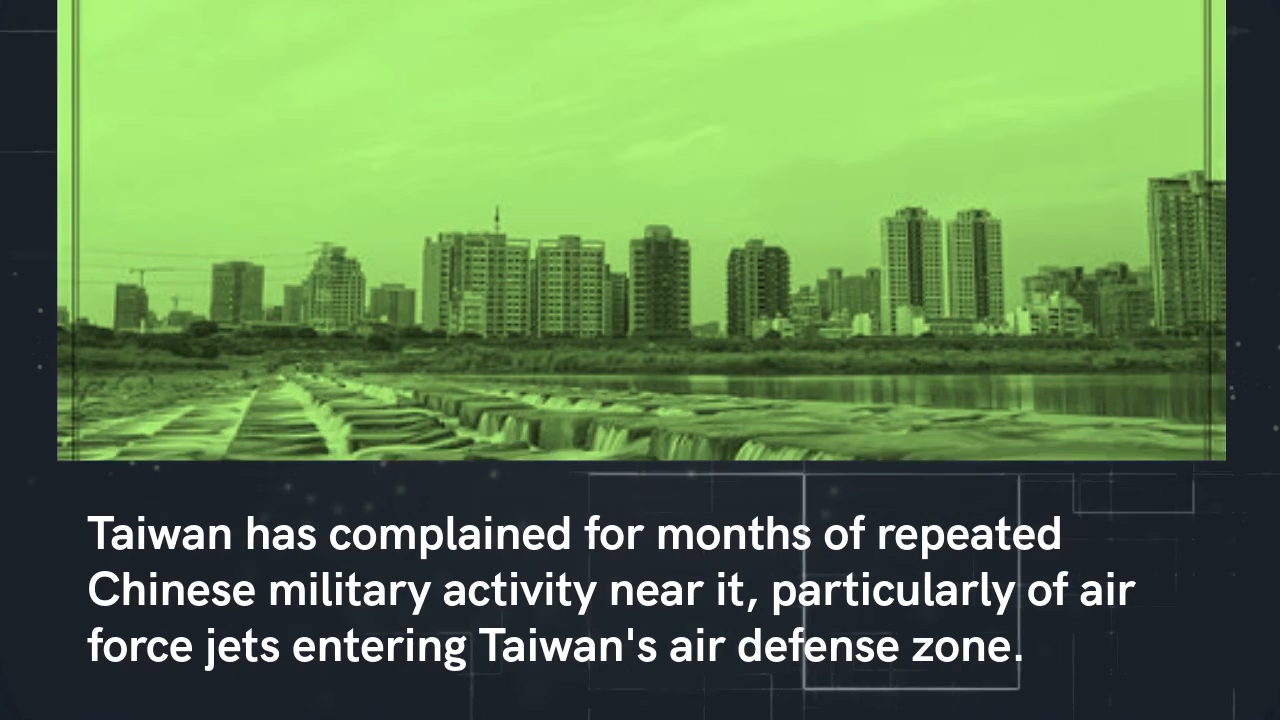 Taiwan has complained for months of repeated
Chinese military activity near it, particularly of air
force jets entering Taiwan's air defense zone.